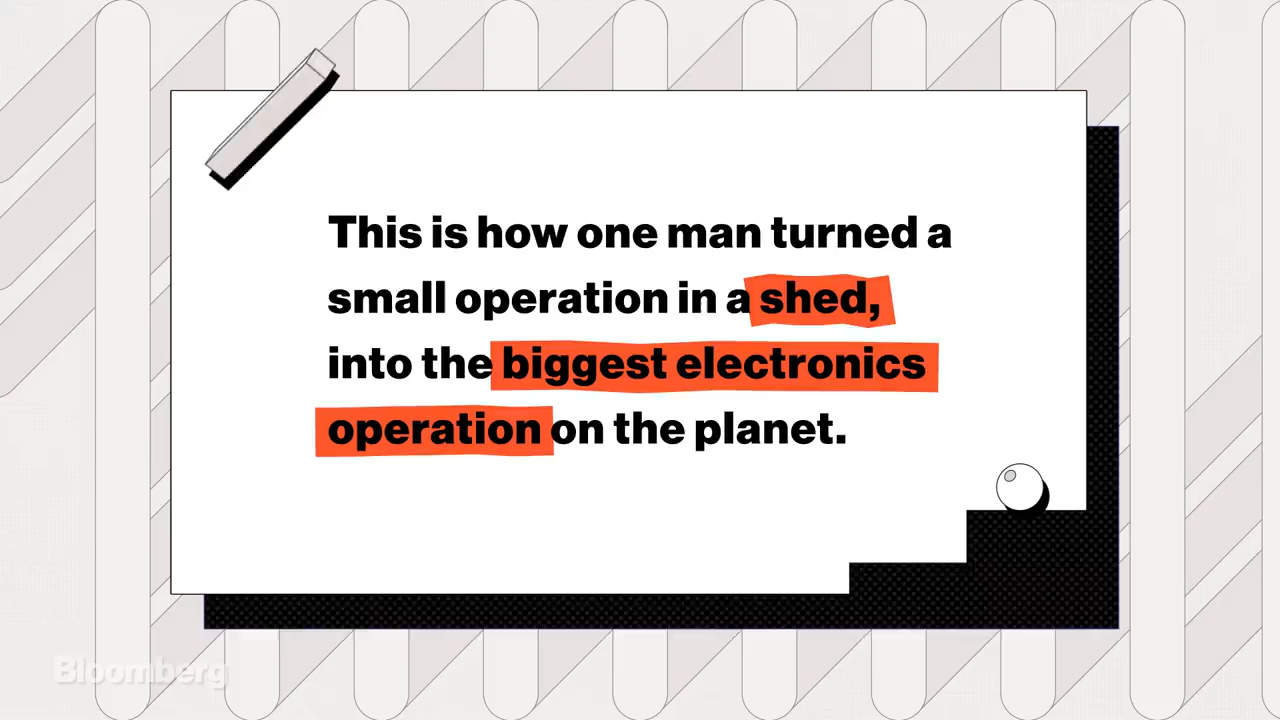 This is how one man turned a
small operation in a shed,
into the biggest electronics
operation on the planet.
Bloomberg